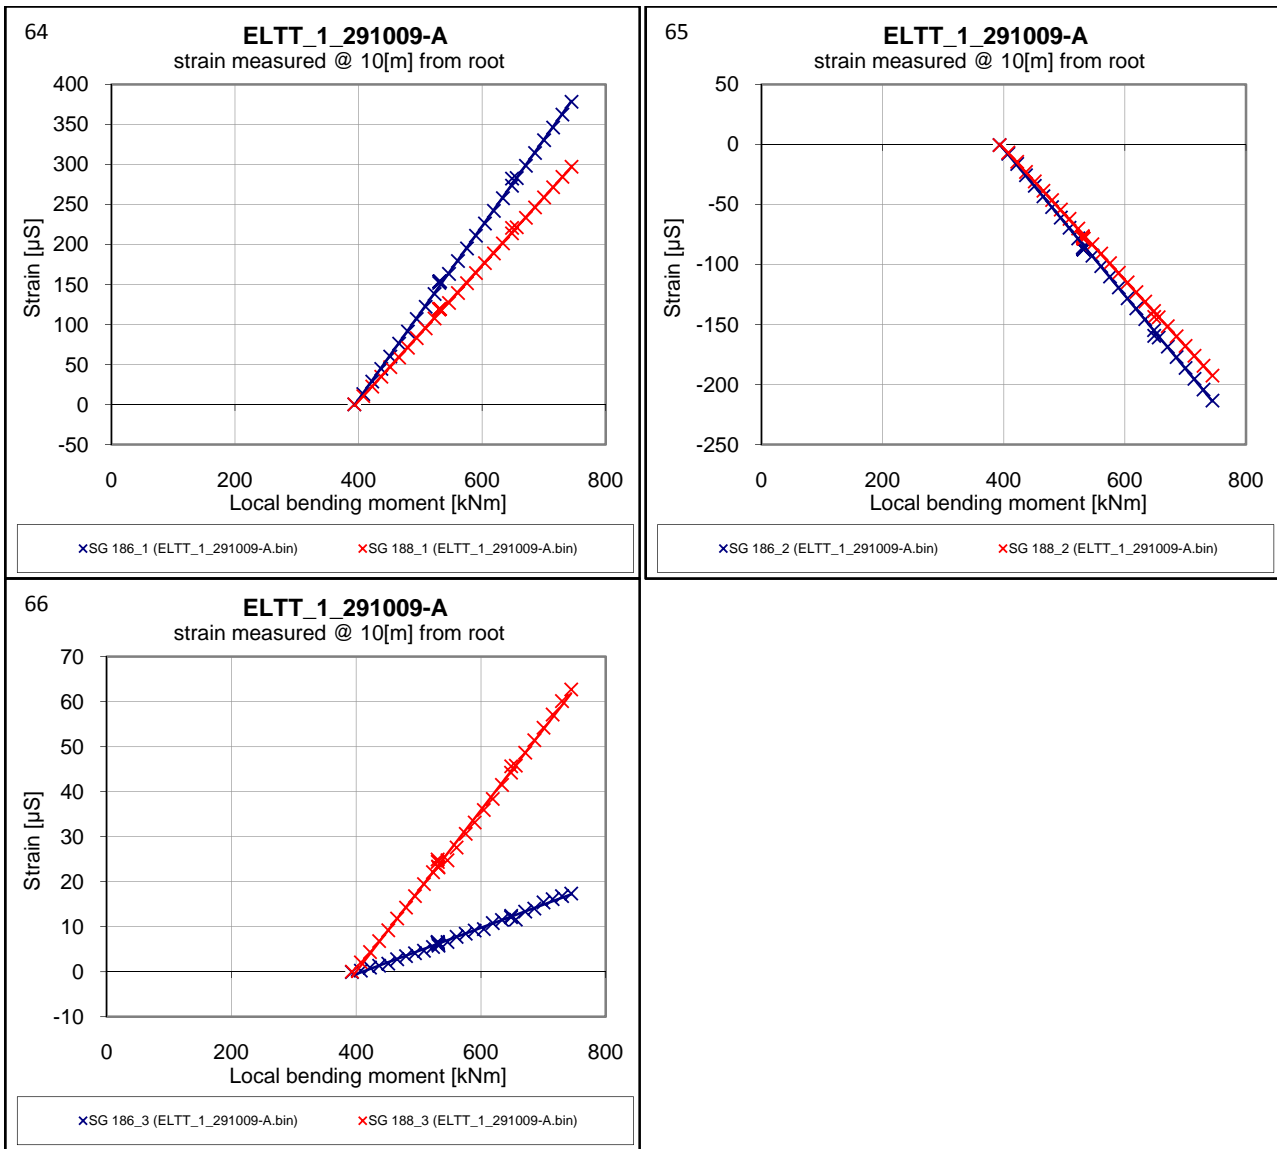 64
ELTT_1_291009-A
strain measured @ 10[m] from root
400
350
300
250
200
150
100
50
0
-50
Strain [µS]
0 200 400 600 800
Local bending moment [kNm]
×SG 186_1 (ELTT_1_291009-A.bin) ×SG 188_1 (ELTT_1_291009-A.bin)
65
ELTT_1_291009-A
strain measured @ 10[m] from root
50
0
-50
-100
-150
-200
-250
Strain [µS]
0 200 400 600 800
Local bending moment [kNm]
×SG 186_2 (ELTT_1_291009-A.bin) ×SG 188_2 (ELTT_1_291009-A.bin)
66
ELTT_1_291009-A
strain measured @ 10[m] from root
70
60
50
40
30
20
10
0
-10
Strain [µS]
0 200 400 600 800
Local bending moment [kNm]
×SG 186_3 (ELTT_1_291009-A.bin) ×SG 188_3 (ELTT_1_291009-A.bin)